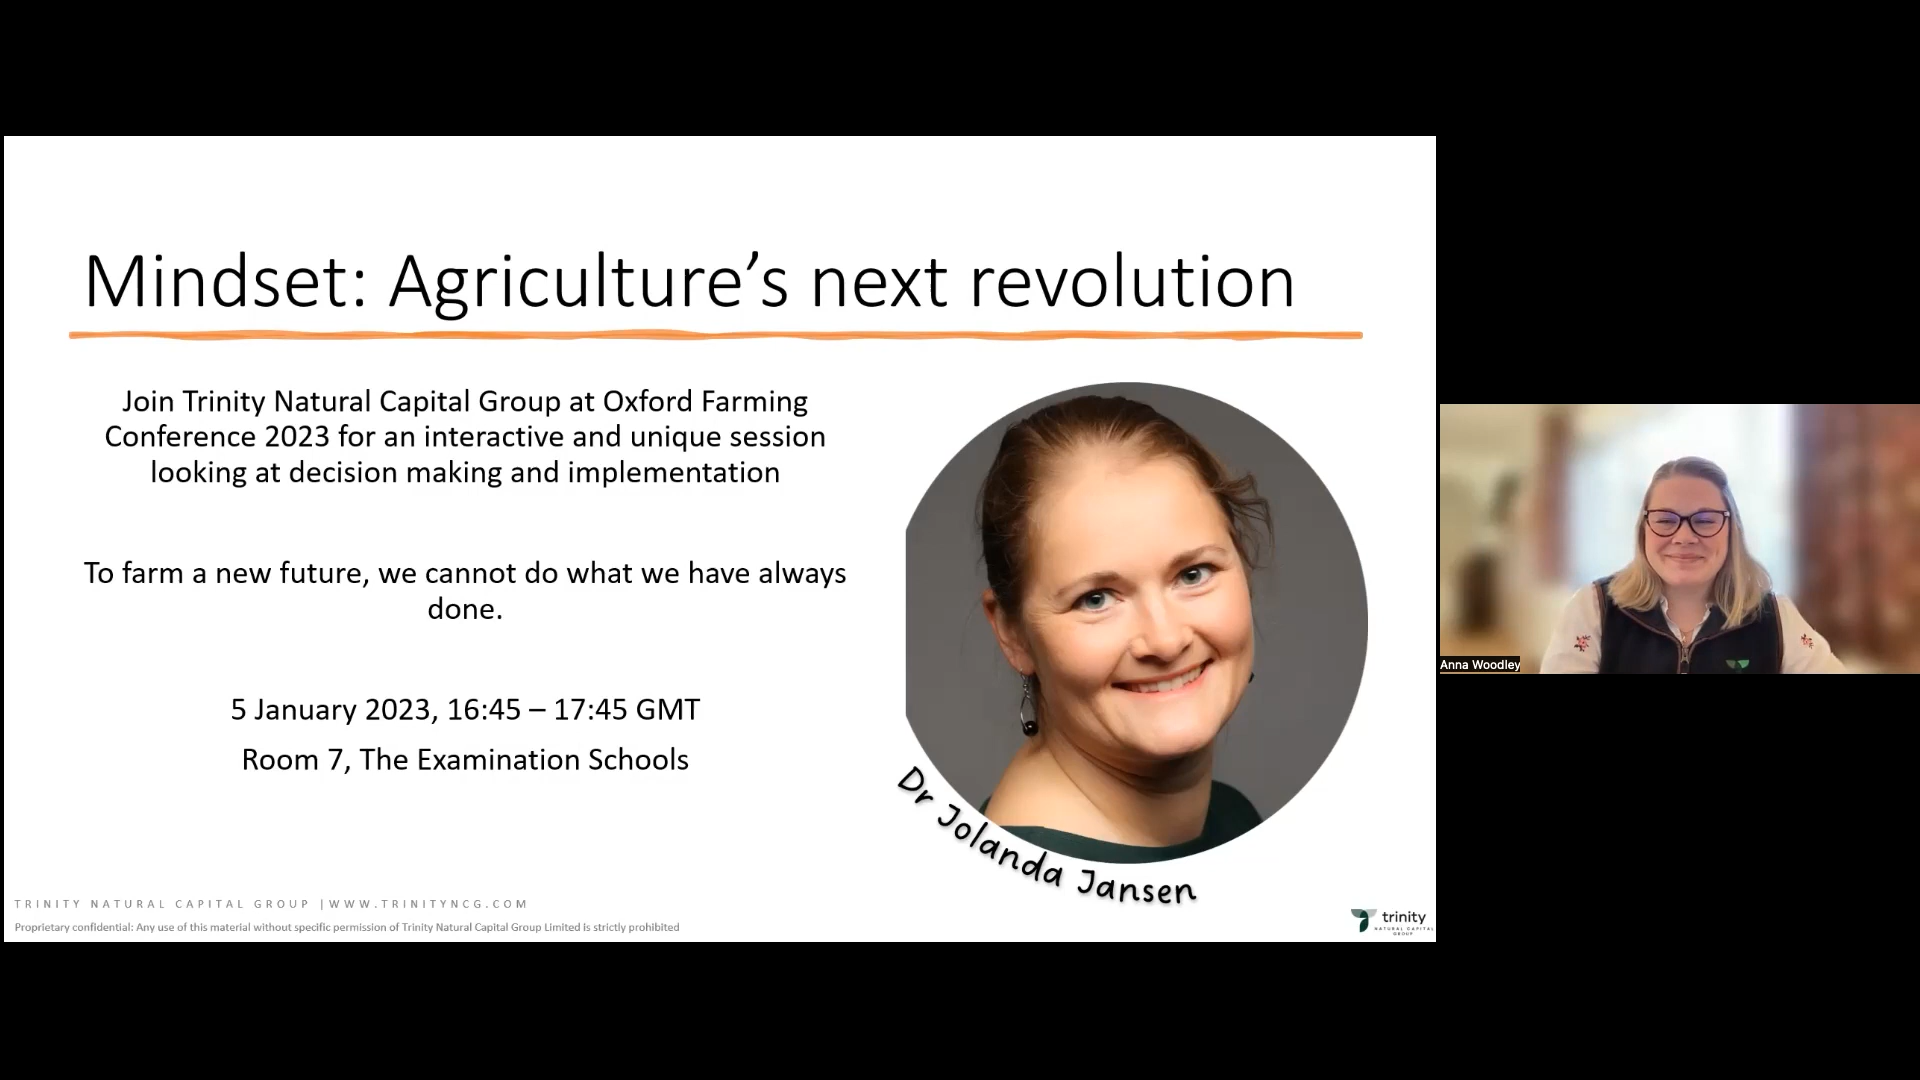 Mindset: Agriculture’s next revolution
Join Trinity Natural Capital Group at Oxford Farming
Conference 2023 for an interactive and unique session
looking at decision making and implementation
To farm a new future, we cannot do what we have always
done.
5 January 2023, 16:45 – 17:45 GMT
Room 7, The Examination Schools
Dr Jolanda Jansen
TRINITY NATURAL CAPITAL GROUP |WWW.TRINITYNCG.COM
Proprietary confidential: Any use of this material without specific permission of Trinity Natural Capital Group Limited is strictly prohibited
trinity
NATURAL CAPITAL
GROUP
Anna Woodley